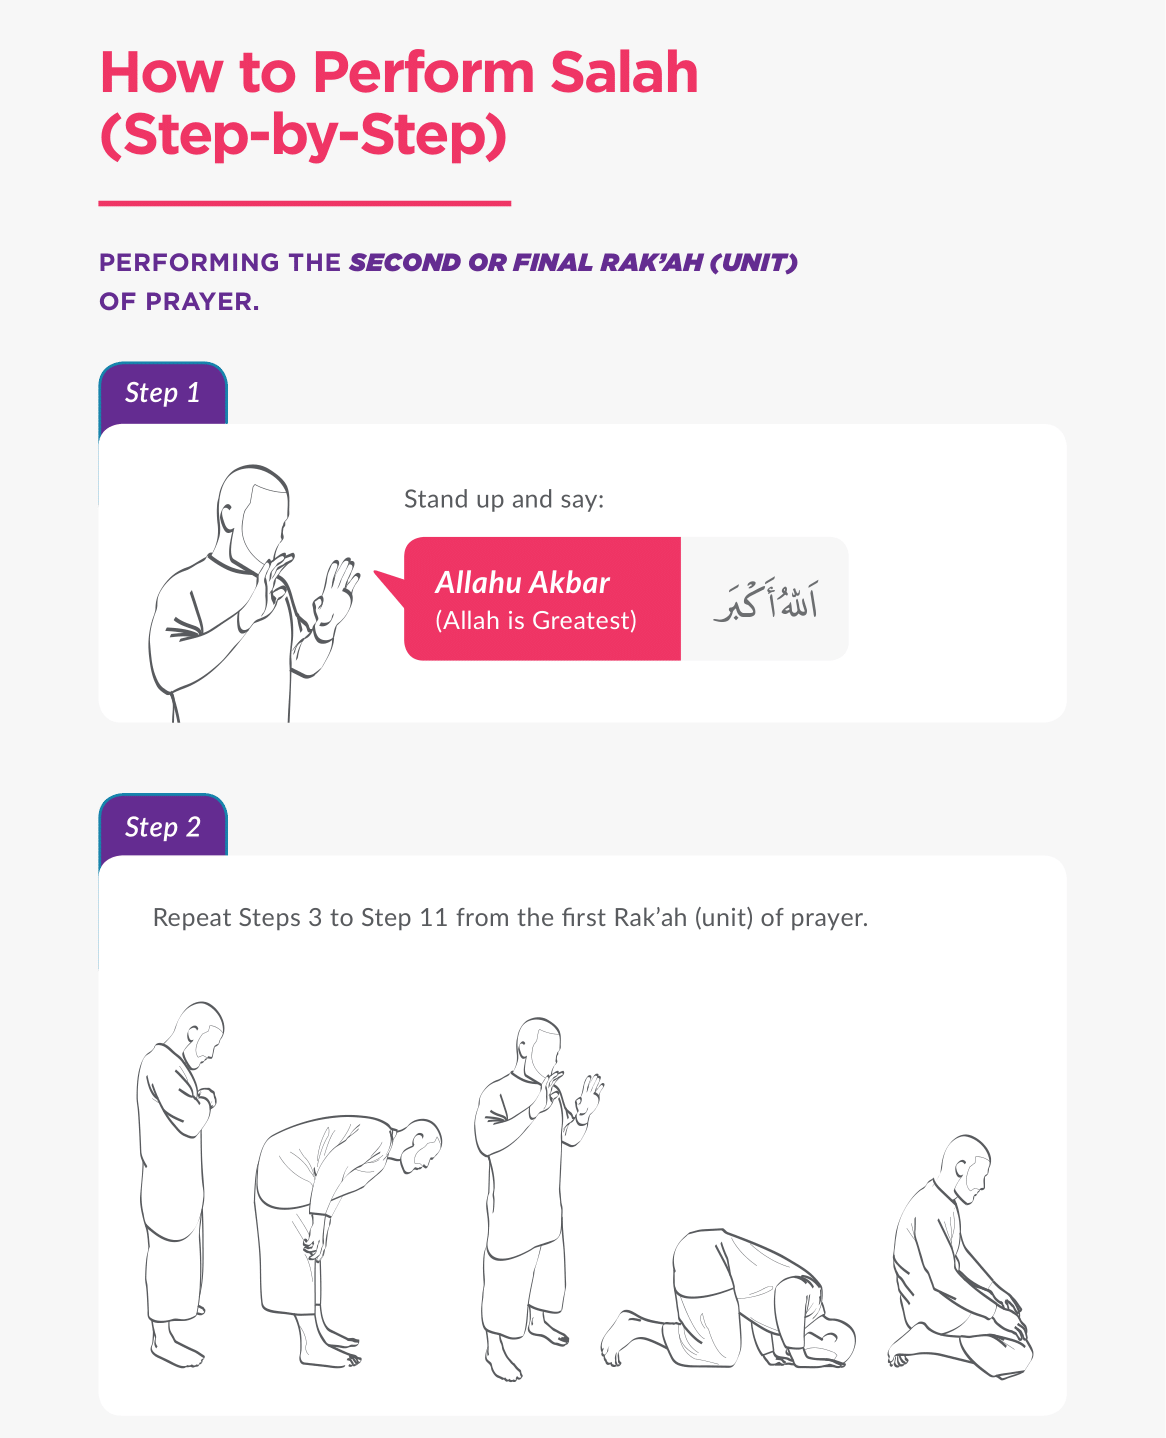 How to Perform Salah
(Step-by-Step)
PERFORMING THE SECOND OR FINAL RAK’AH (UNIT)
OF PRAYER.
Step 1
Stand up and say:
Allahu Akbar
(Allah is Greatest)
اَللهُ أَكْبَر
Step 2
Repeat Steps 3 to Step 11 from the first Rak’ah (unit) of prayer.